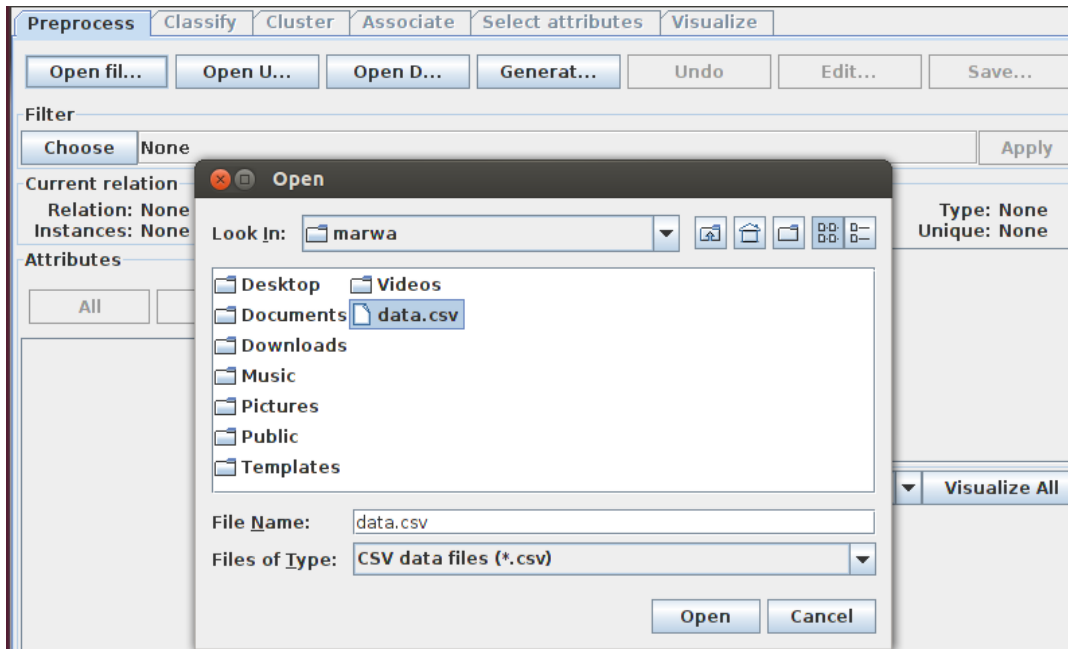 Preprocess Classify Cluster Associate Select attributes Visualize
Open fil... Open U... Open D... Generat... Undo Edit... Save...
Filter
Choose None Apply
Current relation
Relation: None
Instances: None
Type: None
Unique: None
Attributes
All
Open
Look In: marwa
Desktop Videos
Documents data.csv
Downloads
Music
Pictures
Public
Templates
File Name: data.csv
Files of Type: CSV data files (*.csv)
Open Cancel
Visualize All